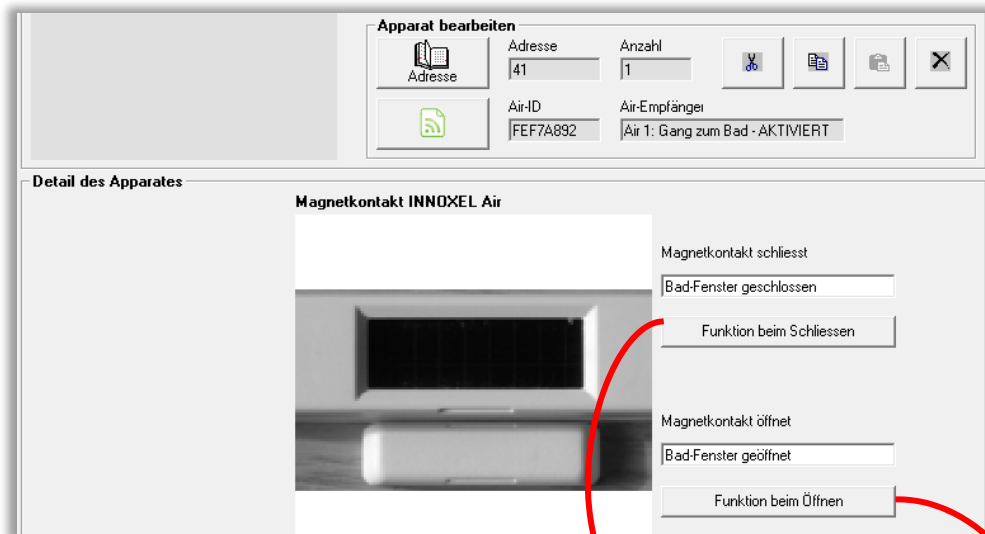 Apparat bearbeiten
Adresse Anzahl
Adresse 41 1
Air-ID Air-Empfänger
FEF7A892 Air 1: Gang zum Bad - AKTIVIERT
Detail des Apparates
Magnetkontakt INNOXEL Air
Magnetkontakt schliesst
Bad-Fenster geschlossen
Funktion beim Schliessen
Magnetkontakt öffnet
Bad-Fenster geöffnet
Funktion beim Öffnen